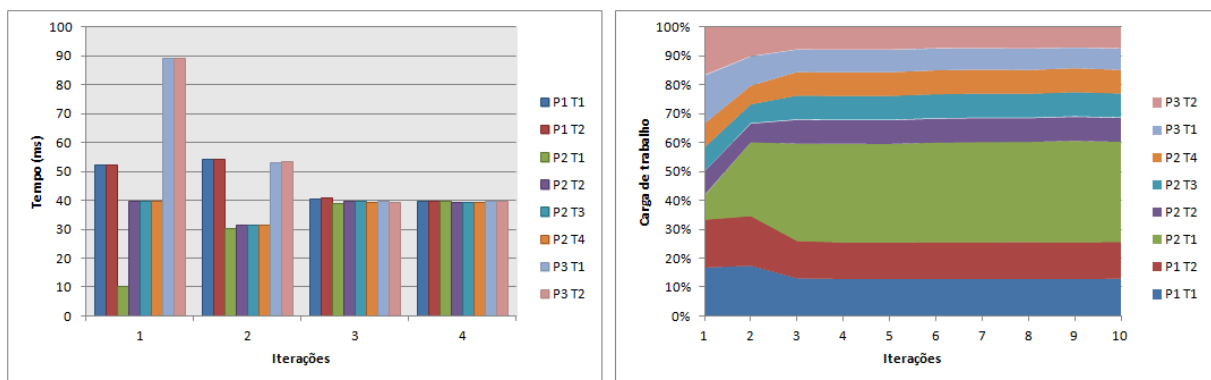 100
90
80
70
60
50
40
30
20
10
0
Tempo (ms)
1 2 3 4
Iterações
P1 T1
P1 T2
P2 T1
P2 T2
P2 T3
P2 T4
P3 T1
P3 T2
100%
90%
80%
70%
60%
50%
40%
30%
20%
10%
0%
Carga de trabalho
1 2 3 4 5 6 7 8 9 10
Iterações
P3 T2
P3 T1
P2 T4
P2 T3
P2 T2
P2 T1
P1 T2
P1 T1